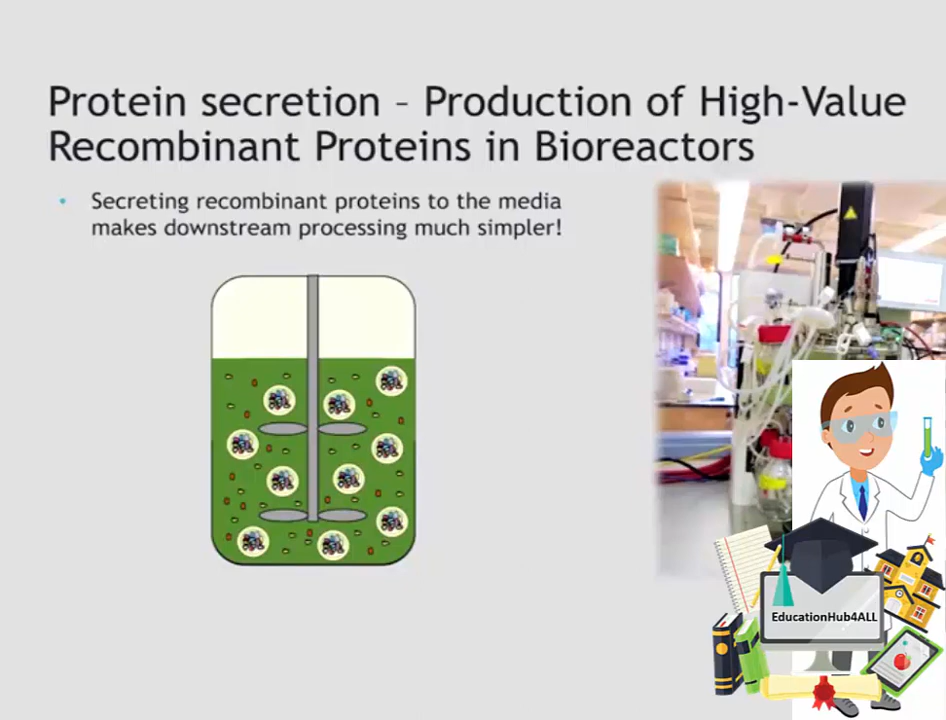 Protein secretion – Production of High-Value
Recombinant Proteins in Bioreactors
• Secreting recombinant proteins to the media
makes downstream processing much simpler!
EducationHub4ALL